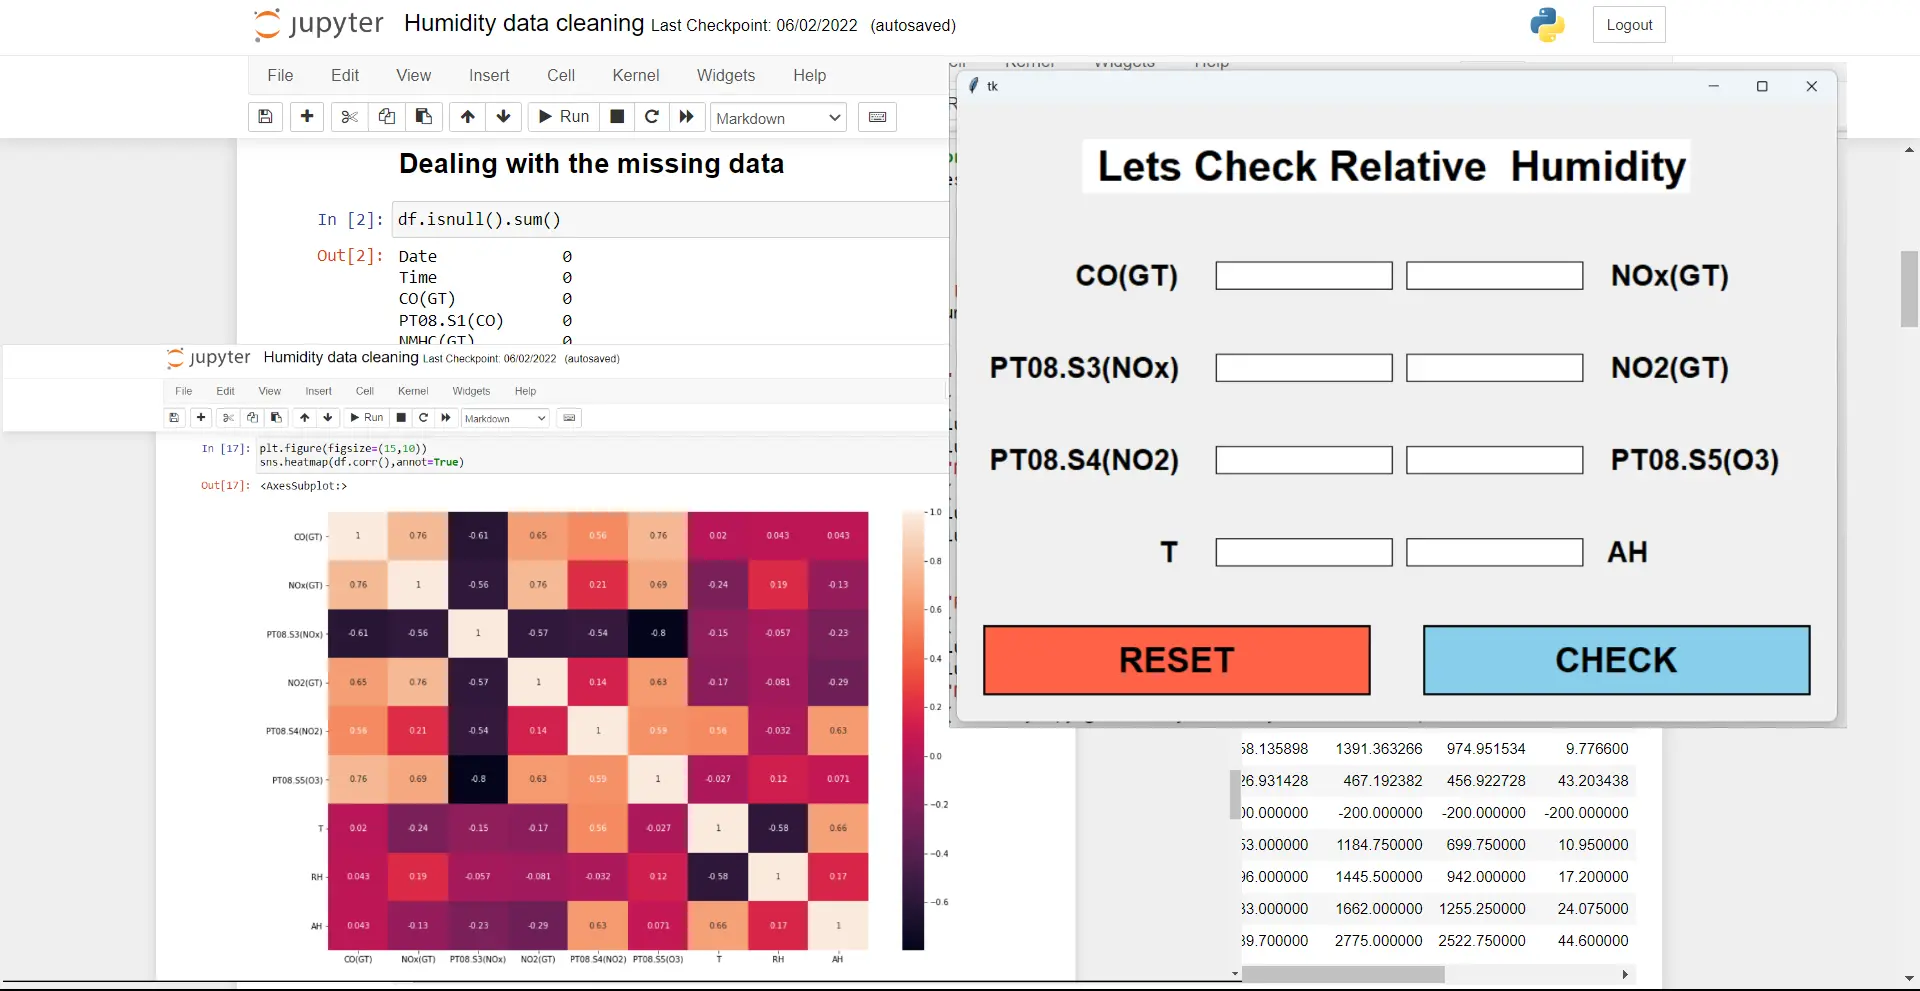 jupyter Humidity data cleaning Last Checkpoint: 06/02/2022 (autosaved)
Logout
File Edit View Insert Cell Kernel Widgets Help
Run Markdown
Dealing with the missing data
In [2]: df.isnull().sum()
Out[2]: Date 0
Time 0
CO(GT) 0
PT08.S1(CO) 0
NMHC(GT) 0
jupyter Humidity data cleaning Last Checkpoint: 06/02/2022 (autosaved)
File Edit View Insert Cell Kernel Widgets Help
Run Markdown
In [17]: plt.figure(figsize=(15,10))
sns.heatmap(df.corr(),annot=True)
Out[17]: <AxesSubplot:>
CO(GT) 1 0.76 -0.61 0.65 0.56 0.76 0.02 0.043 0.043
NOx(GT) 0.76 1 -0.56 0.76 0.21 0.69 -0.24 0.19 -0.13
PT08.S3(NOx) -0.61 -0.56 1 -0.57 -0.54 -0.8 -0.15 -0.057 -0.23
NO2(GT) 0.65 0.76 -0.57 1 0.14 0.63 -0.17 -0.081 -0.29
PT08.S4(NO2) 0.56 0.21 -0.54 0.14 1 0.59 0.56 -0.032 0.63
PT08.S5(O3) 0.76 0.69 -0.8 0.63 0.59 1 -0.027 0.12 0.071
T 0.02 -0.24 -0.15 -0.17 0.56 -0.027 1 -0.58 0.66
RH 0.043 0.19 -0.057 -0.081 -0.032 0.12 -0.58 1 0.17
AH 0.043 -0.13 -0.23 -0.29 0.63 0.071 0.66 0.17 1
CO(GT) NOx(GT) PT08.S3(NOx) NO2(GT) PT08.S4(NO2) PT08.S5(O3) T RH AH
1.0
0.8
0.6
0.4
0.2
0.0
−0.2
−0.4
−0.6
Kernel Widgets Help
tk
Lets Check Relative Humidity
CO(GT) NOx(GT)
PT08.S3(NOx) NO2(GT)
PT08.S4(NO2) PT08.S5(O3)
T AH
RESET CHECK
58.135898 1391.363266 974.951534 9.776600
26.931428 467.192382 456.922728 43.203438
00.000000 -200.000000 -200.000000 -200.000000
53.000000 1184.750000 699.750000 10.950000
96.000000 1445.500000 942.000000 17.200000
33.000000 1662.000000 1255.250000 24.075000
39.700000 2775.000000 2522.750000 44.600000